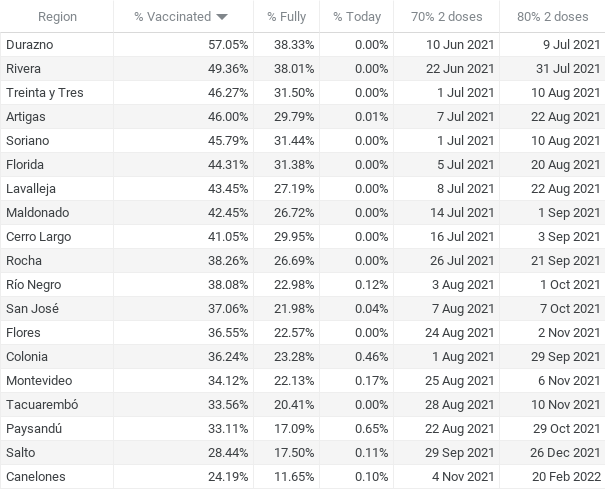 Region % Vaccinated % Fully % Today 70% 2 doses 80% 2 doses
Durazno 57.05% 38.33% 0.00% 10 Jun 2021 9 Jul 2021
Rivera 49.36% 38.01% 0.00% 22 Jun 2021 31 Jul 2021
Treinta y Tres 46.27% 31.50% 0.00% 1 Jul 2021 10 Aug 2021
Artigas 46.00% 29.79% 0.01% 7 Jul 2021 22 Aug 2021
Soriano 45.79% 31.44% 0.00% 1 Jul 2021 10 Aug 2021
Florida 44.31% 31.38% 0.00% 5 Jul 2021 20 Aug 2021
Lavalleja 43.45% 27.19% 0.00% 8 Jul 2021 22 Aug 2021
Maldonado 42.45% 26.72% 0.00% 14 Jul 2021 1 Sep 2021
Cerro Largo 41.05% 29.95% 0.00% 16 Jul 2021 3 Sep 2021
Rocha 38.26% 26.69% 0.00% 26 Jul 2021 21 Sep 2021
Río Negro 38.08% 22.98% 0.12% 3 Aug 2021 1 Oct 2021
San José 37.06% 21.98% 0.04% 7 Aug 2021 7 Oct 2021
Flores 36.55% 22.57% 0.00% 24 Aug 2021 2 Nov 2021
Colonia 36.24% 23.28% 0.46% 1 Aug 2021 29 Sep 2021
Montevideo 34.12% 22.13% 0.17% 25 Aug 2021 6 Nov 2021
Tacuarembó 33.56% 20.41% 0.00% 28 Aug 2021 10 Nov 2021
Paysandú 33.11% 17.09% 0.65% 22 Aug 2021 29 Oct 2021
Salto 28.44% 17.50% 0.11% 29 Sep 2021 26 Dec 2021
Canelones 24.19% 11.65% 0.10% 4 Nov 2021 20 Feb 2022